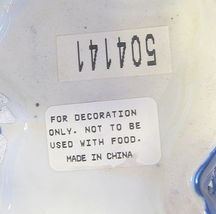 504141
FOR DECORATION
ONLY. NOT TO BE
USED WITH FOOD.
MADE IN CHINA